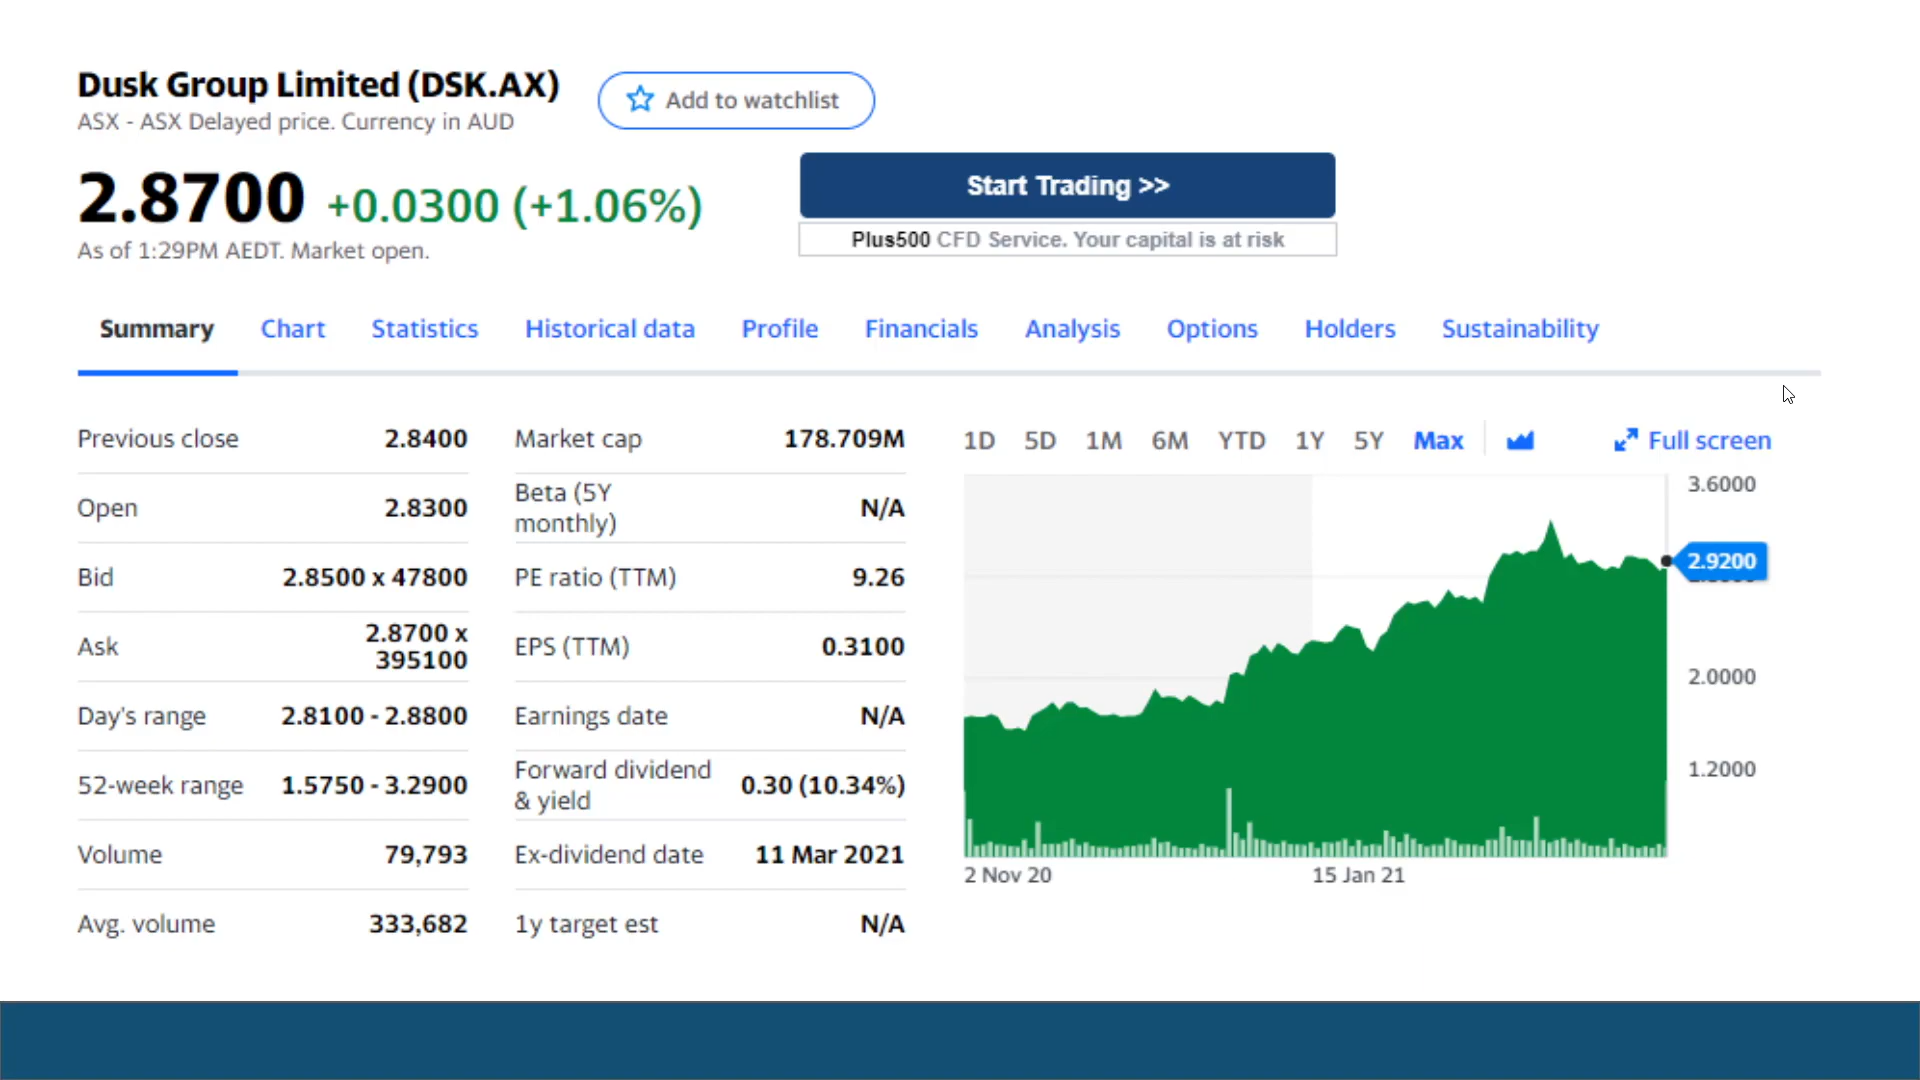 Dusk Group Limited (DSK.AX)
Add to watchlist
ASX - ASX Delayed price. Currency in AUD
2.8700 +0.0300 (+1.06%)
As of 1:29PM AEDT. Market open.
Start Trading >>
Plus500 CFD Service. Your capital is at risk
Summary Chart Statistics Historical data Profile Financials Analysis Options Holders Sustainability
Previous close 2.8400
Open 2.8300
Bid 2.8500 x 47800
Ask 2.8700 x
395100
Day's range 2.8100 - 2.8800
52-week range 1.5750 - 3.2900
Volume 79,793
Avg. volume 333,682
Market cap 178.709M
Beta (5Y
monthly) N/A
PE ratio (TTM) 9.26
EPS (TTM) 0.3100
Earnings date N/A
Forward dividend
& yield 0.30 (10.34%)
Ex-dividend date 11 Mar 2021
1y target est N/A
1D 5D 1M 6M YTD 1Y 5Y Max Full screen
3.6000
2.9200
2.0000
1.2000
2 Nov 20 15 Jan 21